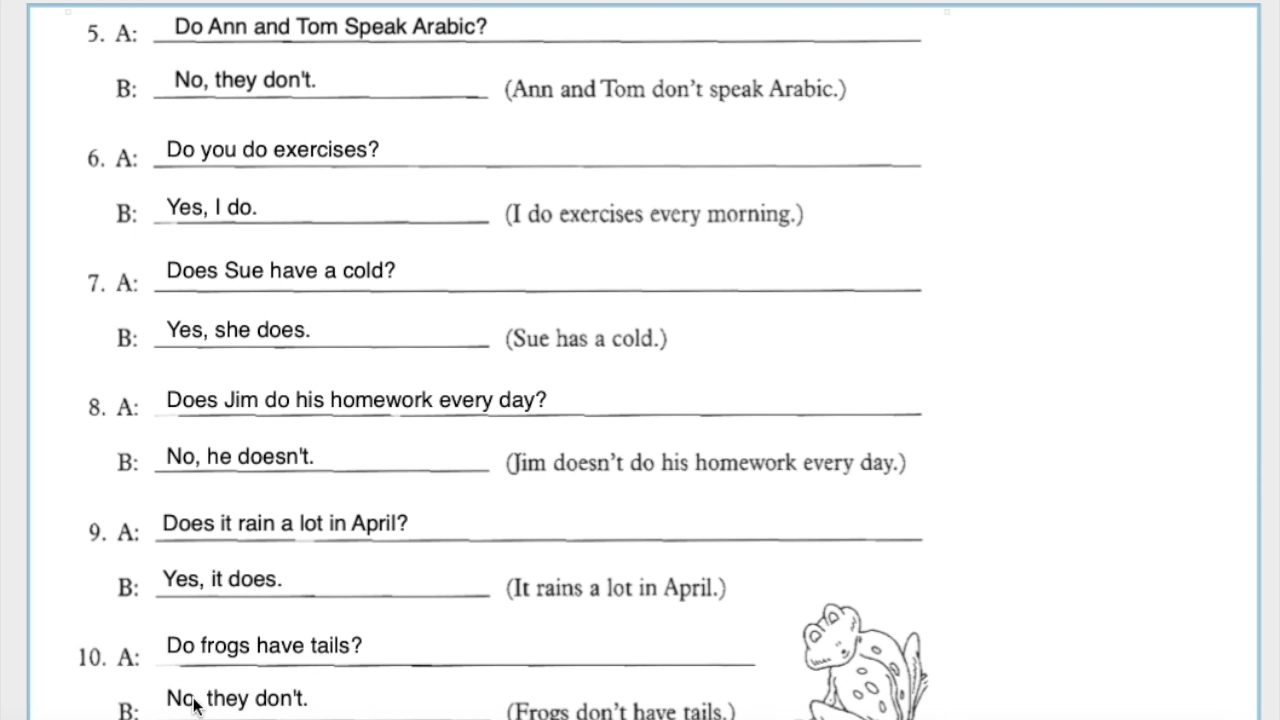 5. A: Do Ann and Tom Speak Arabic?
B: No, they don't. (Ann and Tom don’t speak Arabic.)
6. A: Do you do exercises?
B: Yes, I do. (I do exercises every morning.)
7. A: Does Sue have a cold?
B: Yes, she does. (Sue has a cold.)
8. A: Does Jim do his homework every day?
B: No, he doesn't. (Jim doesn’t do his homework every day.)
9. A: Does it rain a lot in April?
B: Yes, it does. (It rains a lot in April.)
10. A: Do frogs have tails?
B: No, they don't. (Frogs don’t have tails.)